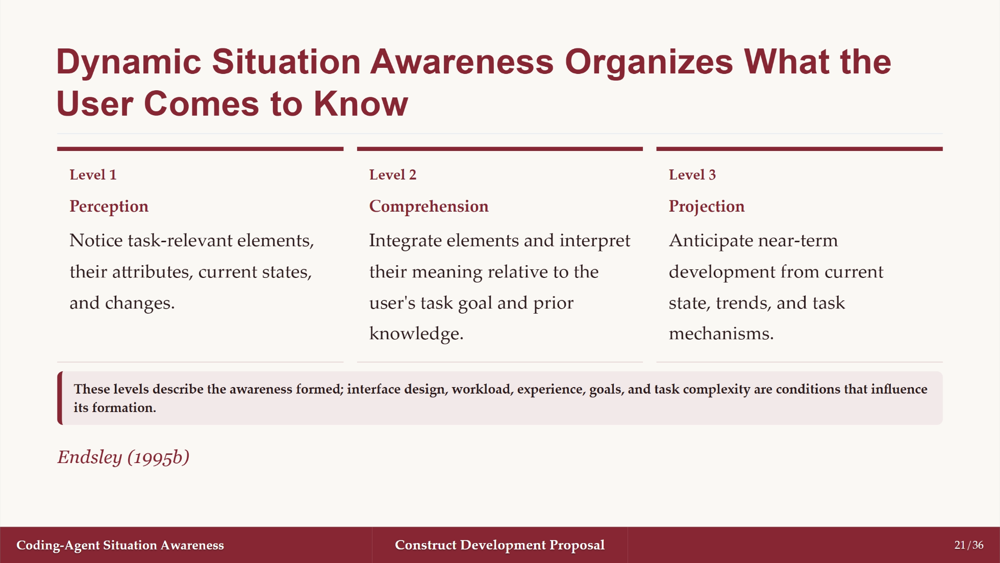 Dynamic Situation Awareness Organizes What the
User Comes to Know
Level 1
Perception
Notice task-relevant elements,
their attributes, current states,
and changes.
Level 2
Comprehension
Integrate elements and interpret
their meaning relative to the
user's task goal and prior
knowledge.
Level 3
Projection
Anticipate near-term
development from current
state, trends, and task
mechanisms.
These levels describe the awareness formed; interface design, workload, experience, goals, and task complexity are conditions that influence
its formation.
Endsley (1995b)
Coding-Agent Situation Awareness
Construct Development Proposal
21/36